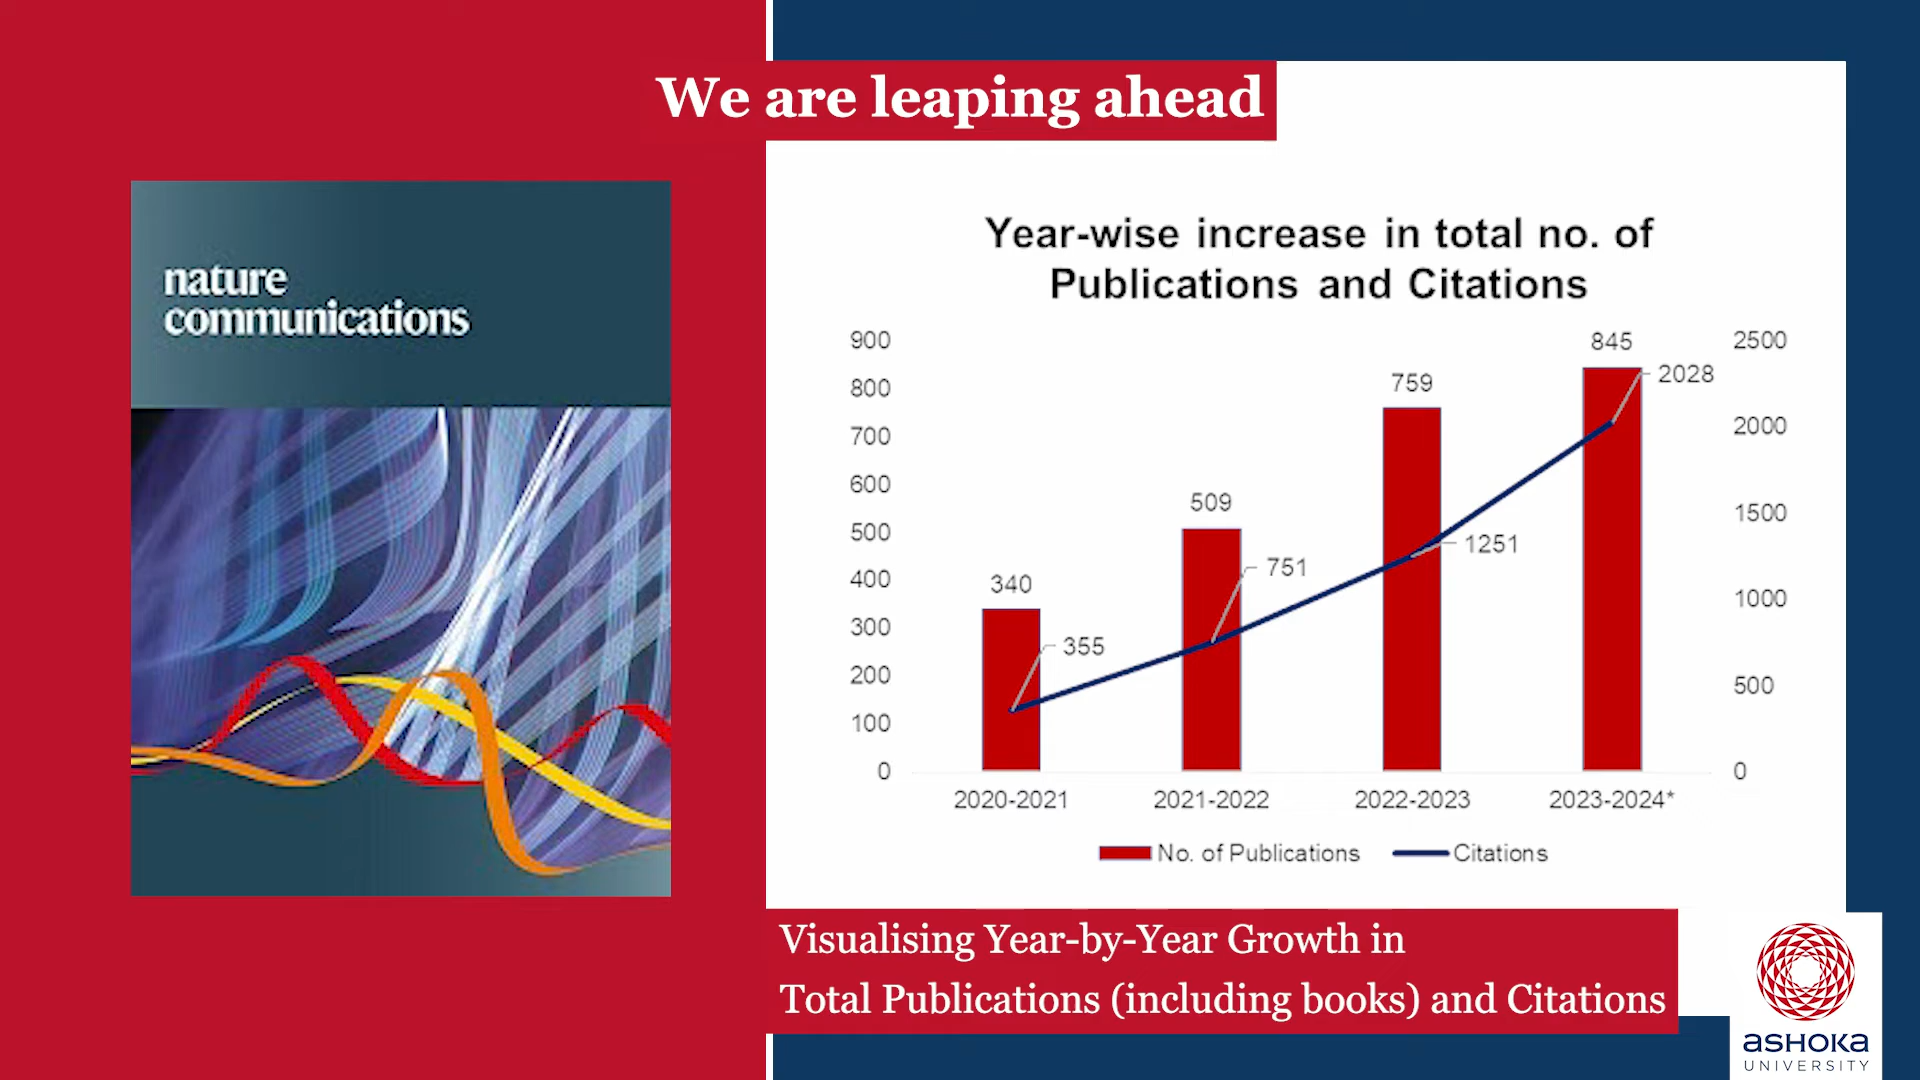 We are leaping ahead
nature
communications
Year-wise increase in total no. of
Publications and Citations
900
800
700
600
500
400
300
200
100
0
2500
2000
1500
1000
500
0
340
509
759
845
355
751
1251
2028
2020-2021
2021-2022
2022-2023
2023-2024*
No. of Publications
Citations
Visualising Year-by-Year Growth in
Total Publications (including books) and Citations
ASHOKA
UNIVERSITY